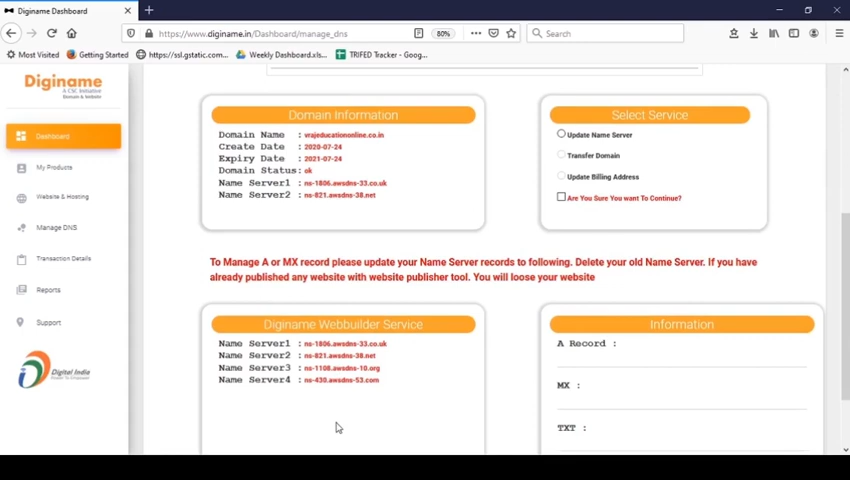 Diginame Dashboard
https://www.diginame.in/Dashboard/manage_dns
80%
Search
Most Visited
Getting Started
https://ssl.gstatic.com...
Weekly Dashboard.xls...
TRIFED Tracker - Goog...
Diginame
A CSC Initiative
Domain & Website
Dashboard
My Products
Website & Hosting
Manage DNS
Transaction Details
Reports
Support
Digital India
Domain Information
Domain Name : vrajeducationonline.co.in
Create Date : 2020-07-24
Expiry Date : 2021-07-24
Domain Status: ok
Name Server1 : ns-1806.awsdns-33.co.uk
Name Server2 : ns-821.awsdns-38.net
Select Service
Update Name Server
Transfer Domain
Update Billing Address
Are You Sure You want To Continue?
To Manage A or MX record please update your Name Server records to following. Delete your old Name Server. If you have
already published any website with website publisher tool. You will loose your website
Diginame Webbuilder Service
Name Server1 : ns-1806.awsdns-33.co.uk
Name Server2 : ns-821.awsdns-38.net
Name Server3 : ns-1108.awsdns-10.org
Name Server4 : ns-430.awsdns-53.com
Information
A Record :
MX :
TXT :